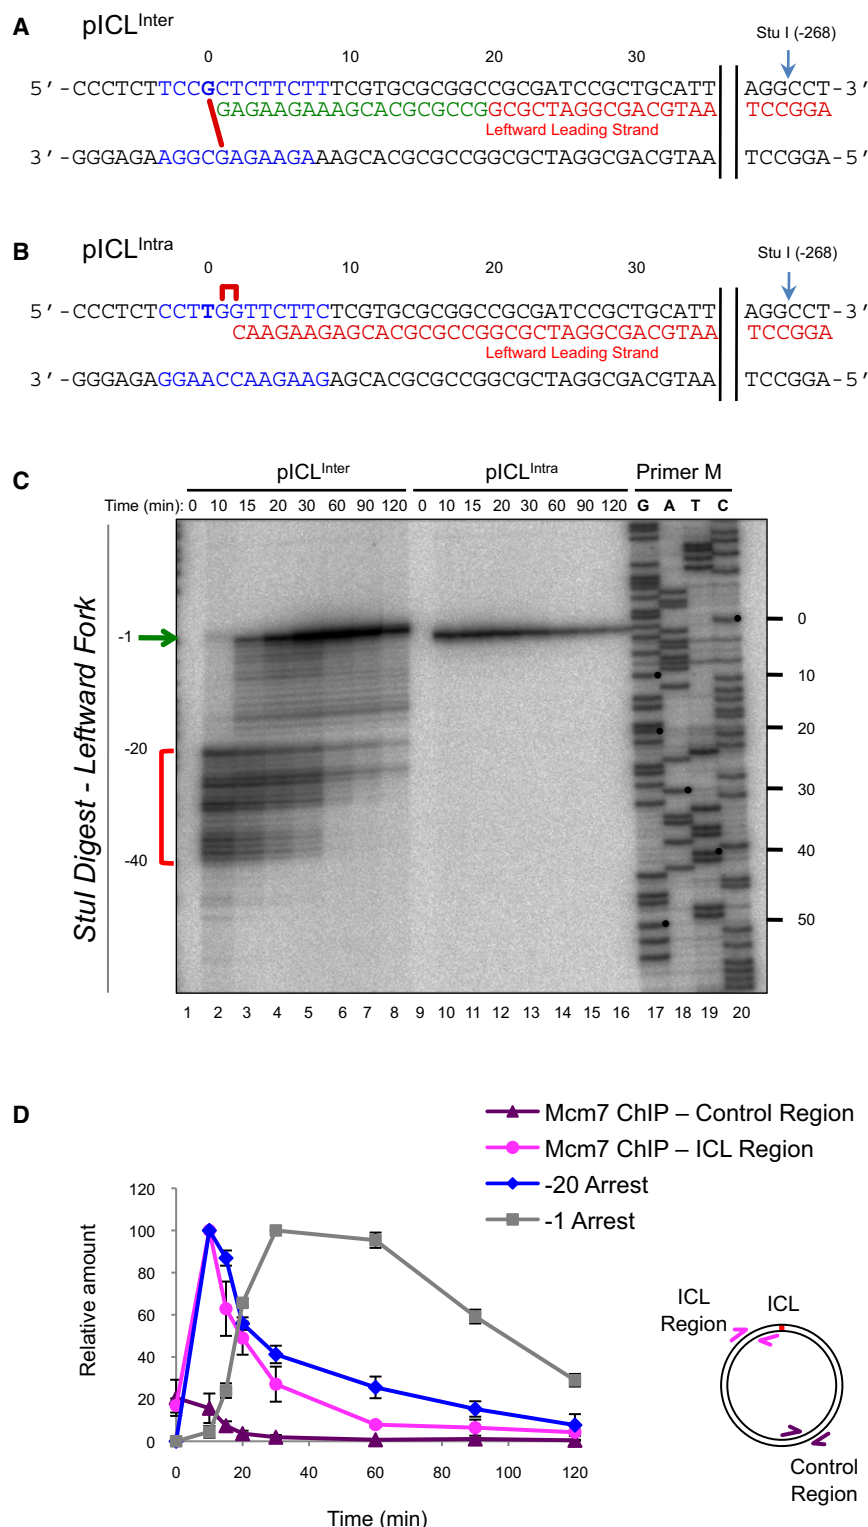 A
pICL^Inter
0 10 20 30
Stu I (-268)
5′-CCCTCTTCCGCTCTTCTTTCGTGCGCGGCCGCGATCCGCTGCATT AGGCCT-3′
GAGAAGAAAGCACGCGCCGGCGCTAGGCGACGTAA TCCGGA
Leftward Leading Strand
3′-GGGAGAAGGCGAGAAGAAAGCACGCGCCGGCGCTAGGCGACGTAA TCCGGA-5′
B
pICL^Intra
0 10 20 30
Stu I (-268)
5′-CCCTCTCCTTGGTTCTTCTCGTGCGCGGCCGCGATCCGCTGCATT AGGCCT-3′
CAAGAAGAGCACGCGCCGGCGCTAGGCGACGTAA TCCGGA
Leftward Leading Strand
3′-GGGAGAGGAACCAAGAAGAGCACGCGCCGGCGCTAGGCGACGTAA TCCGGA-5′
C
pICL^Inter pICL^Intra Primer M
Time (min): 0 10 15 20 30 60 90 120 0 10 15 20 30 60 90 120 G A T C
StuI Digest - Leftward Fork
-1
-20
-40
0
10
20
30
40
50
1 2 3 4 5 6 7 8 9 10 11 12 13 14 15 16 17 18 19 20
D
Mcm7 ChIP – Control Region
Mcm7 ChIP – ICL Region
-20 Arrest
-1 Arrest
Relative amount
120
100
80
60
40
20
0
0 20 40 60 80 100 120
Time (min)
ICL
Region
ICL
Control
Region